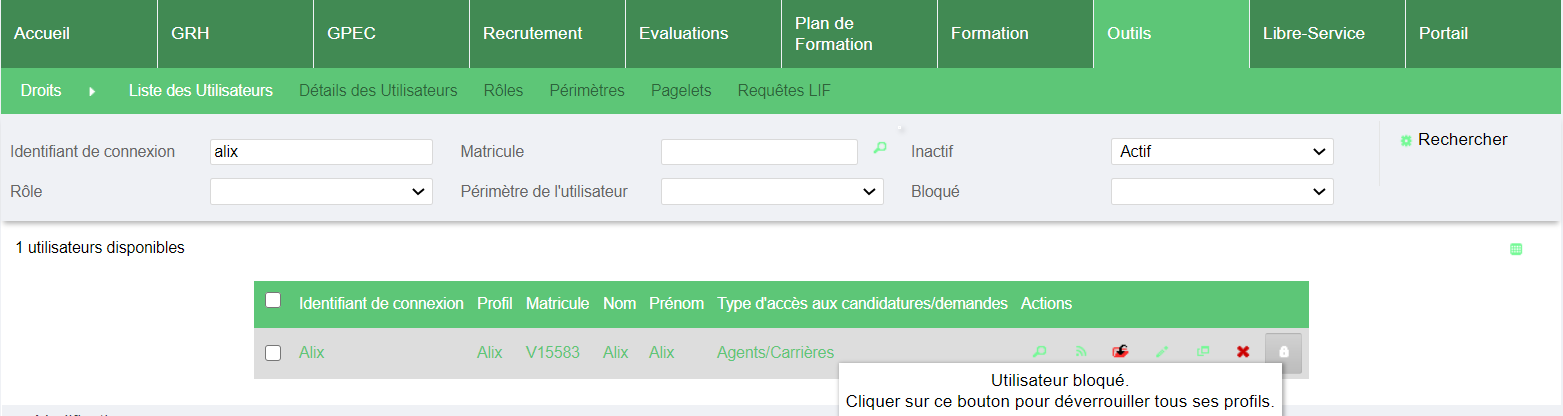 Accueil GRH GPEC Recrutement Evaluations Plan de Formation Formation Outils Libre-Service Portail
Droits Liste des Utilisateurs Détails des Utilisateurs Rôles Périmètres Pagelets Requêtes LIF
Identifiant de connexion alix Matricule Inactif Actif Rechercher
Rôle Périmètre de l'utilisateur Bloqué
1 utilisateurs disponibles
Identifiant de connexion Profil Matricule Nom Prénom Type d'accès aux candidatures/demandes Actions
Alix Alix V15583 Alix Alix Agents/Carrières
Utilisateur bloqué.
Cliquer sur ce bouton pour déverrouiller tous ses profils.